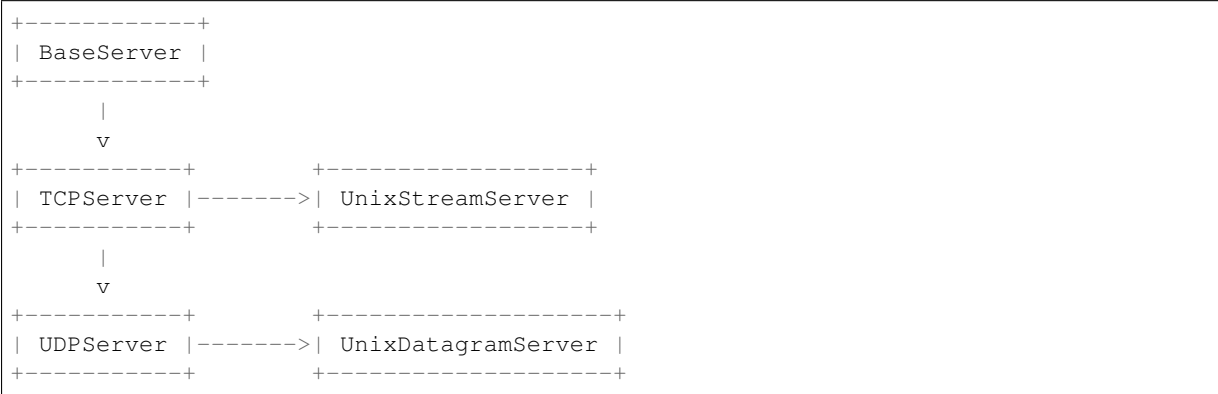 +------------+
| BaseServer |
+------------+
      |
      v
+-----------+        +------------------+
| TCPServer |------->| UnixStreamServer |
+-----------+        +------------------+
      |
      v
+-----------+        +--------------------+
| UDPServer |------->| UnixDatagramServer |
+-----------+        +--------------------+